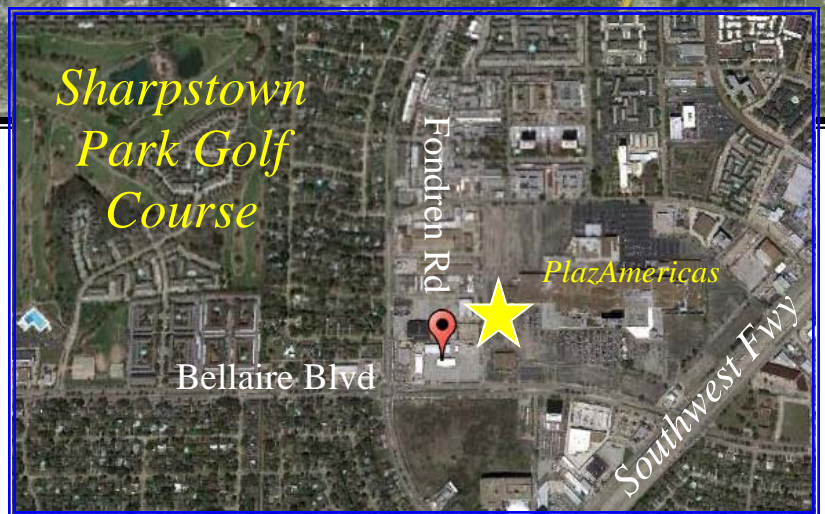 Sharpstown
Park Golf
Course
Fondren Rd
PlazAmericas
Bellaire Blvd
Southwest Fwy